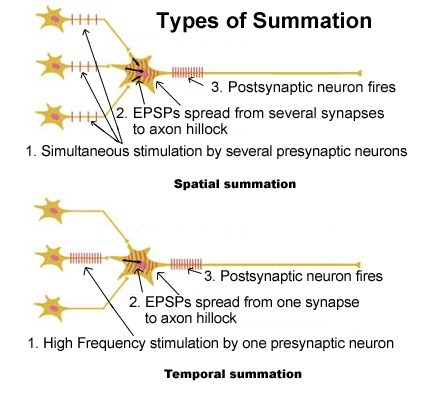 Types of Summation
3. Postsynaptic neuron fires
2. EPSPs spread from several synapses
to axon hillock
1. Simultaneous stimulation by several presynaptic neurons
Spatial summation
3. Postsynaptic neuron fires
2. EPSPs spread from one synapse
to axon hillock
1. High Frequency stimulation by one presynaptic neuron
Temporal summation